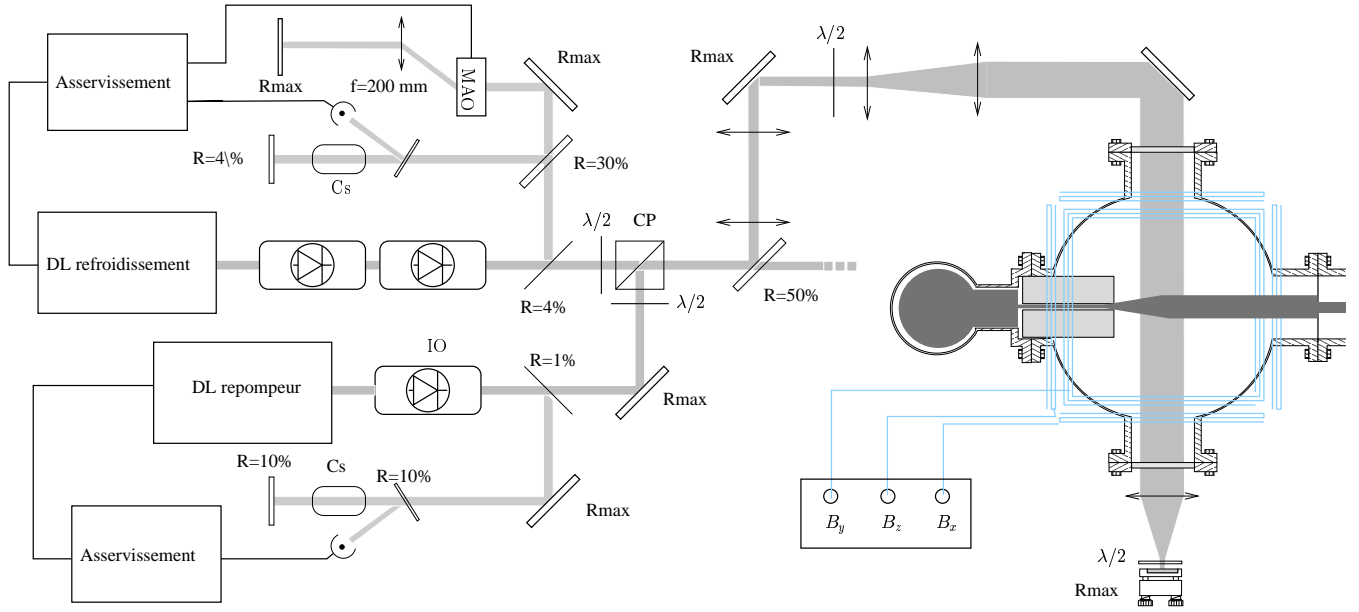 Asservissement
Rmax
f=200 mm
MAO
Rmax
R=4\%
Cs
R=30%
DL refroidissement
R=4%
λ/2
CP
λ/2
R=50%
Rmax
λ/2
IO
DL repompeur
R=1%
Rmax
R=10%
Cs
R=10%
Rmax
Asservissement
B_y
B_z
B_x
λ/2
Rmax